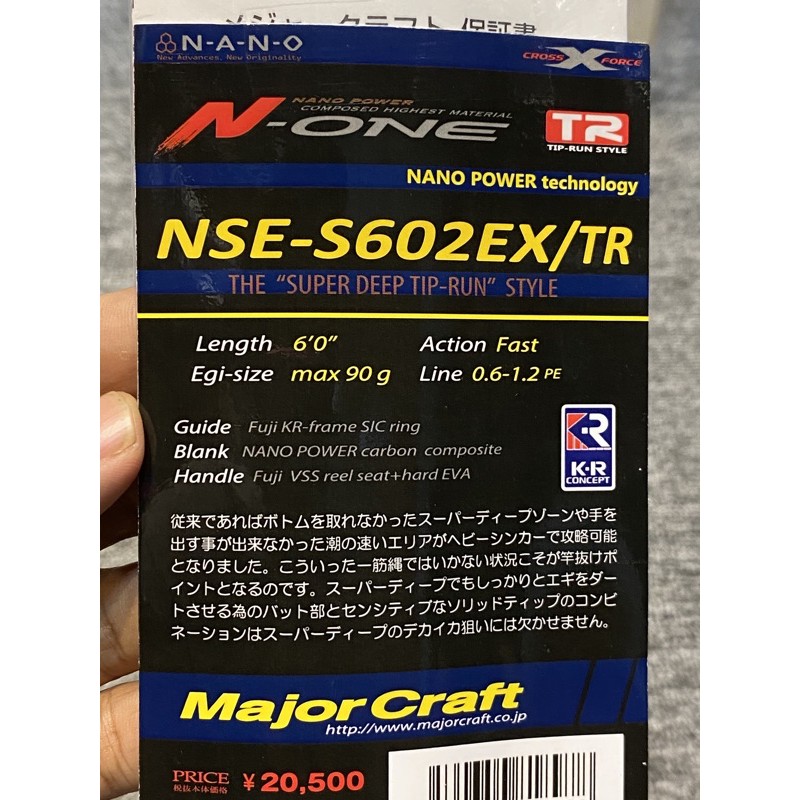 メジャークラフト 保証書
N-A-N-O
New Advances, New Originality
CROSS X FORCE
NANO POWER
COMPOSED HIGHEST MATERIAL
N-ONE
TR
TIP-RUN STYLE
NANO POWER technology
NSE-S602EX/TR
THE “SUPER DEEP TIP-RUN” STYLE
Length 6’0” Action Fast
Egi-size max 90 g Line 0.6-1.2 PE
Guide Fuji KR-frame SIC ring
Blank NANO POWER carbon composite
Handle Fuji VSS reel seat+hard EVA
KR
K·R
CONCEPT
従来であればボトムを取れなかったスーパーディープゾーンや手を
出す事が出来なかった潮の速いエリアがヘビーシンカーで攻略可能
となりました。こういった一筋縄ではいかない状況こそが竿抜けポ
イントとなるのです。スーパーディープでもしっかりとエギをダー
トさせる為のバット部とセンシティブなソリッドティップのコンビ
ネーションはスーパーディープのデカイカ狙いには欠かせません。
Major Craft
http://www.majorcraft.co.jp
PRICE ¥20,500
税抜本体価格